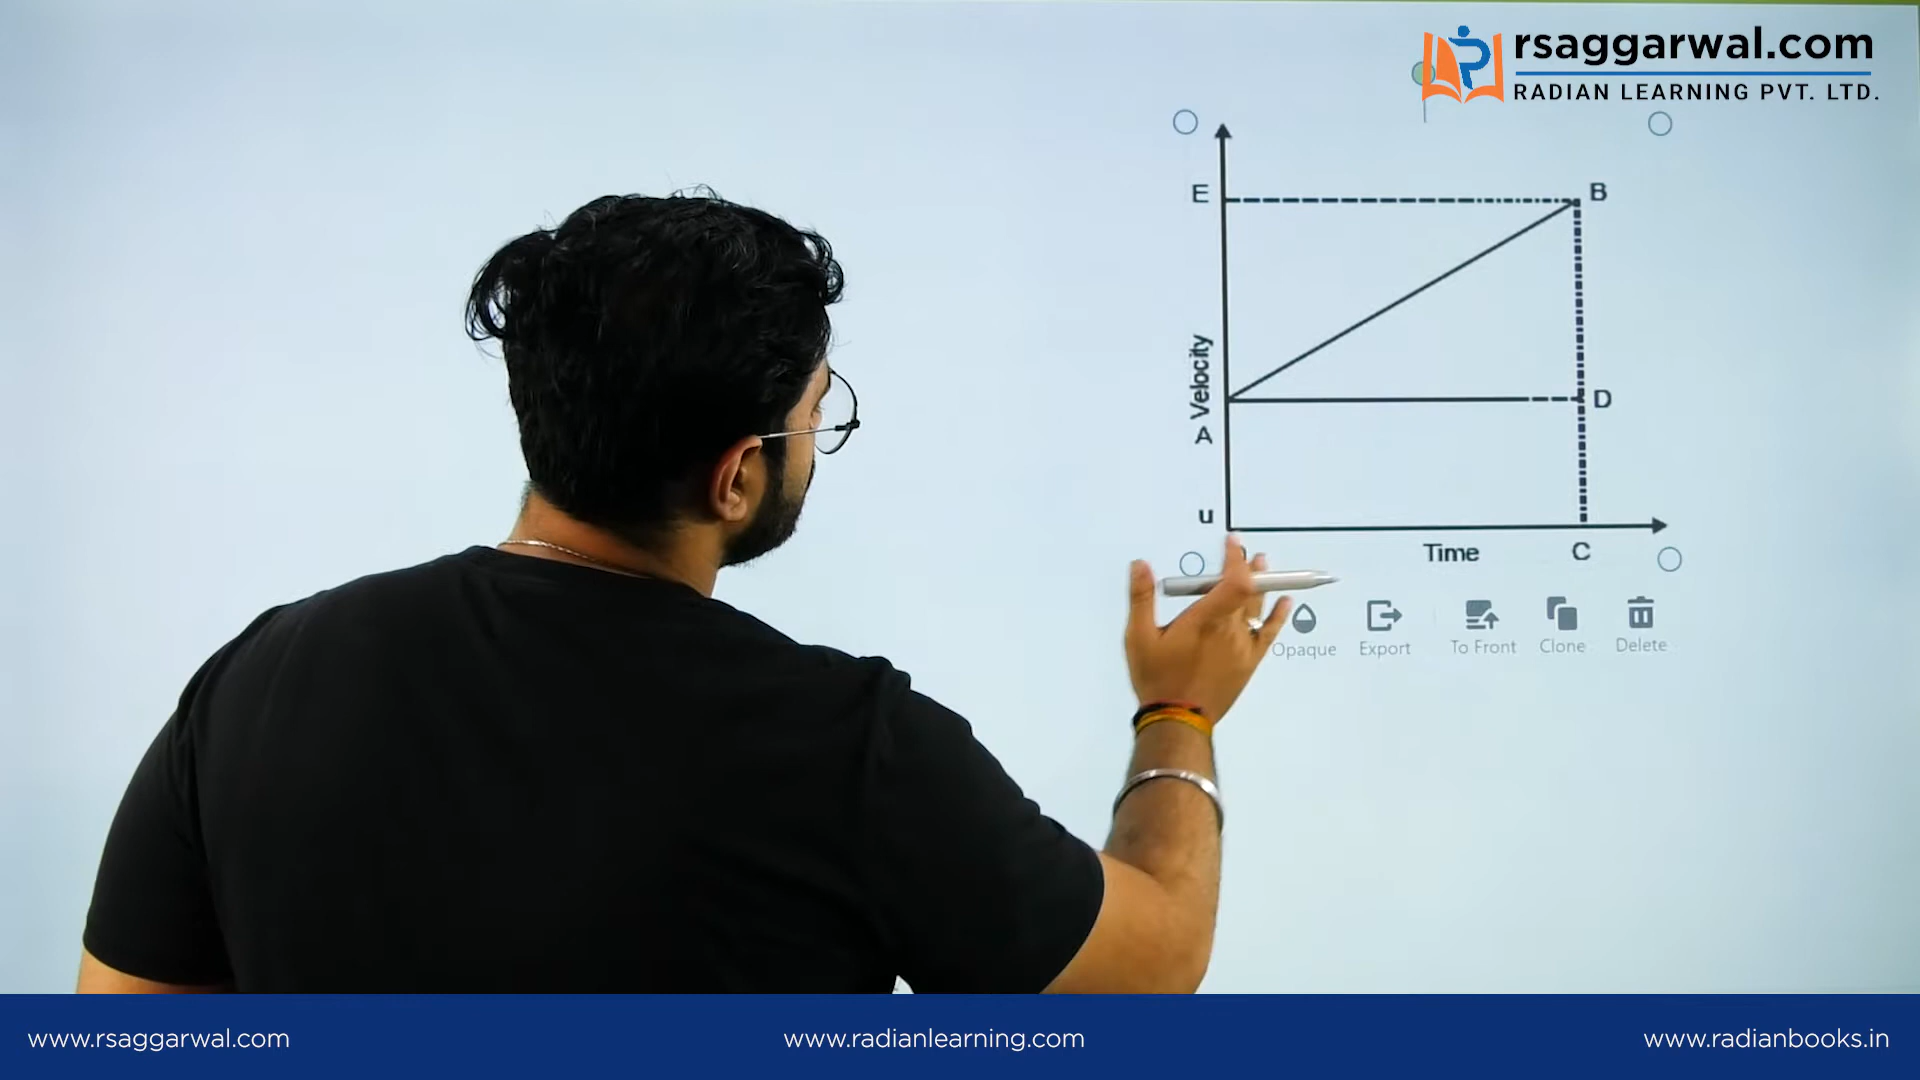 rsaggarwal.com
RADIAN LEARNING PVT. LTD.
E
B
Velocity
D
A
u
Time
C
Opaque
Export
To Front
Clone
Delete
www.rsaggarwal.com
www.radianlearning.com
www.radianbooks.in